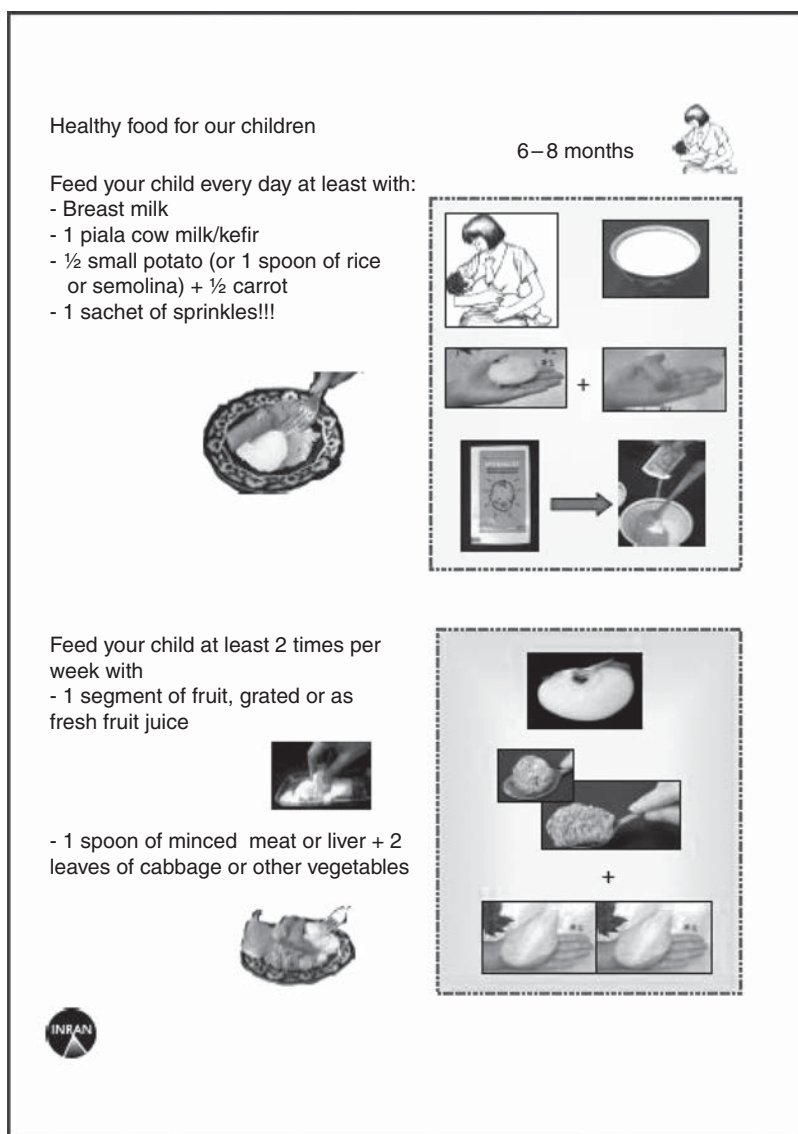 Healthy food for our children
6–8 months
Feed your child every day at least with:
- Breast milk
- 1 piala cow milk/kefir
- ½ small potato (or 1 spoon of rice
or semolina) + ½ carrot
- 1 sachet of sprinkles!!!
+
Feed your child at least 2 times per
week with
- 1 segment of fruit, grated or as
fresh fruit juice
- 1 spoon of minced meat or liver + 2
leaves of cabbage or other vegetables
+
INRAN